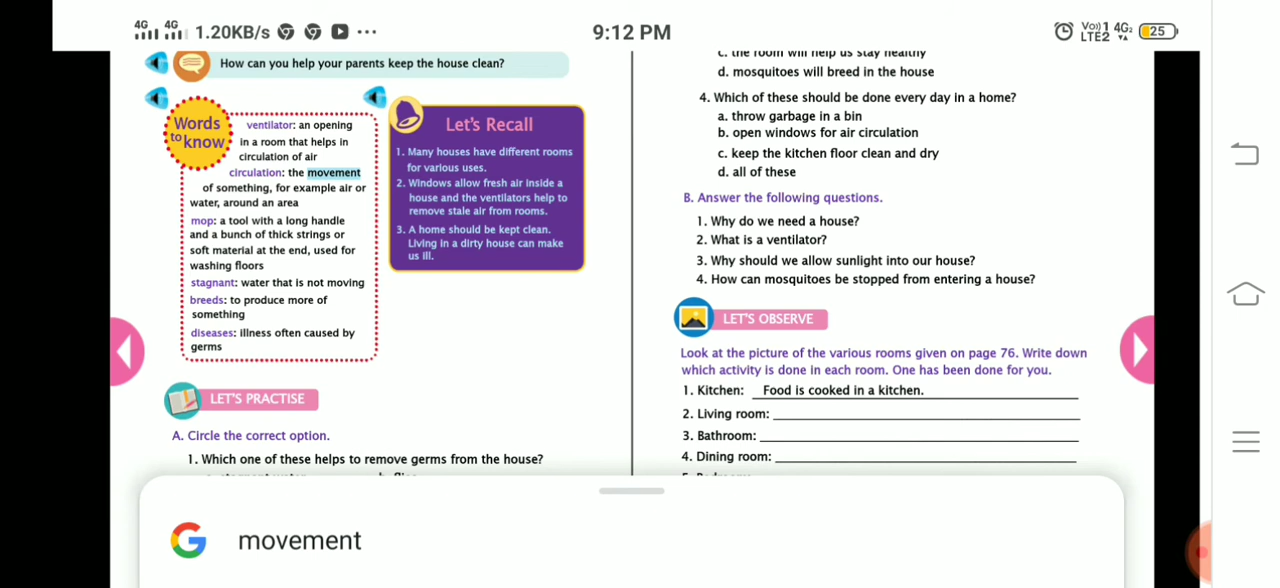 4G 4G 1.20KB/s ...
9:12 PM
Vo)) 1 4G2
LTE2
25
How can you help your parents keep the house clean?
Words
to know
ventilator: an opening
in a room that helps in
circulation of air
circulation: the movement
of something, for example air or
water, around an area
mop: a tool with a long handle
and a bunch of thick strings or
soft material at the end, used for
washing floors
stagnant: water that is not moving
breeds: to produce more of
something
diseases: illness often caused by
germs
Let's Recall
1. Many houses have different rooms
for various uses.
2. Windows allow fresh air inside a
house and the ventilators help to
remove stale air from rooms.
3. A home should be kept clean.
Living in a dirty house can make
us ill.
LET'S PRACTISE
A. Circle the correct option.
1. Which one of these helps to remove germs from the house?
c. the room will help us stay healthy
d. mosquitoes will breed in the house
4. Which of these should be done every day in a home?
a. throw garbage in a bin
b. open windows for air circulation
c. keep the kitchen floor clean and dry
d. all of these
B. Answer the following questions.
1. Why do we need a house?
2. What is a ventilator?
3. Why should we allow sunlight into our house?
4. How can mosquitoes be stopped from entering a house?
LET'S OBSERVE
Look at the picture of the various rooms given on page 76. Write down
which activity is done in each room. One has been done for you.
1. Kitchen: Food is cooked in a kitchen.
2. Living room:
3. Bathroom:
4. Dining room:
movement